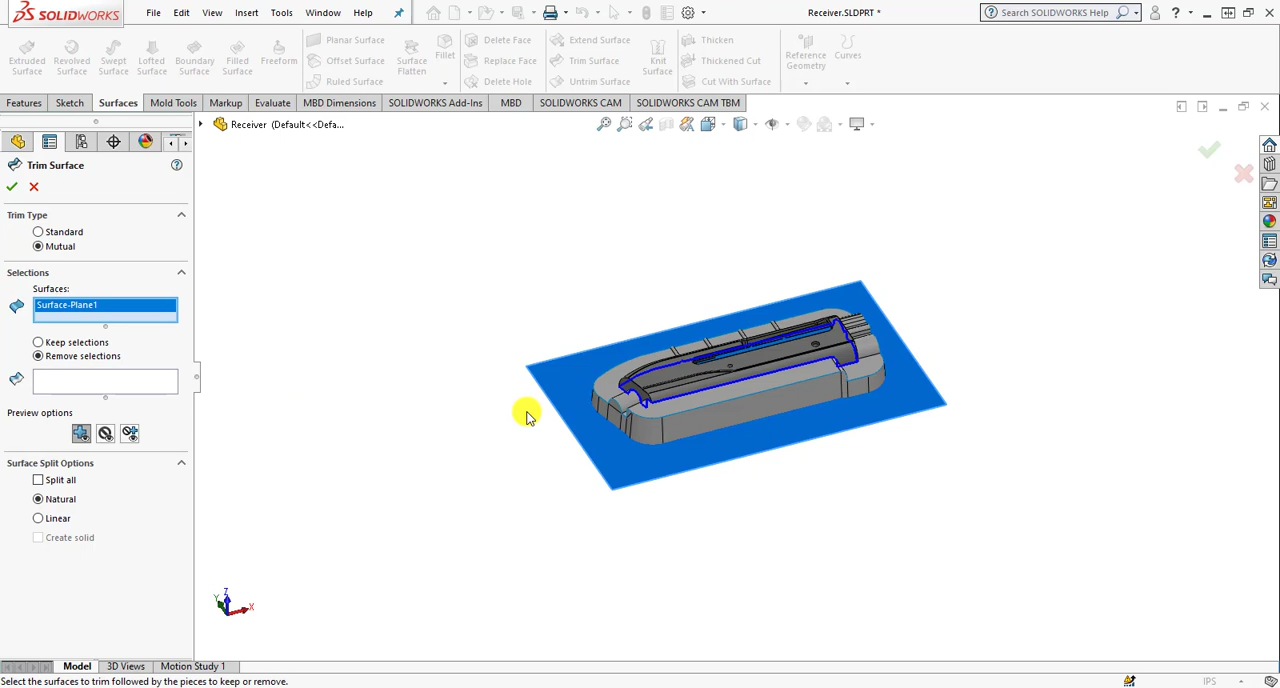 SOLIDWORKS
File Edit View Insert Tools Window Help
Receiver.SLDPRT *
Search SOLIDWORKS Help
Extruded Surface
Revolved Surface
Swept Surface
Lofted Surface
Boundary Surface
Filled Surface
Freeform
Planar Surface
Offset Surface
Ruled Surface
Surface Flatten
Fillet
Delete Face
Replace Face
Delete Hole
Extend Surface
Trim Surface
Untrim Surface
Knit Surface
Thicken
Thickened Cut
Cut With Surface
Reference Geometry
Curves
Features Sketch Surfaces Mold Tools Markup Evaluate MBD Dimensions SOLIDWORKS Add-Ins MBD SOLIDWORKS CAM SOLIDWORKS CAM TBM
Receiver (Default<<Defa...
Trim Surface
Trim Type
Standard
Mutual
Selections
Surfaces:
Surface-Plane1
Keep selections
Remove selections
Preview options
Surface Split Options
Split all
Natural
Linear
Create solid
Z
Y
X
Model 3D Views Motion Study 1
Select the surfaces to trim followed by the pieces to keep or remove.
IPS